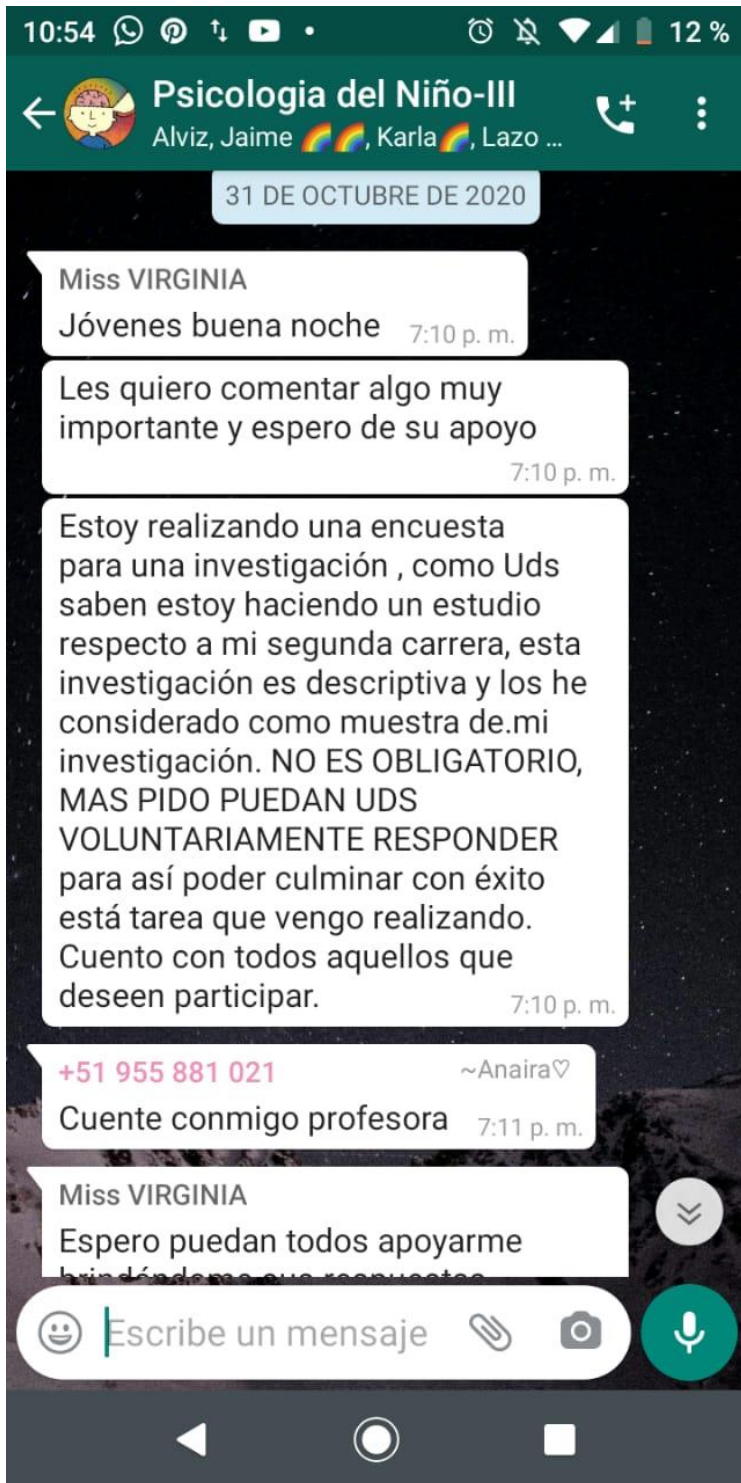 10:54 12 %
Psicologia del Niño-III
Alviz, Jaime 🌈🌈, Karla🌈, Lazo ...
31 DE OCTUBRE DE 2020
Miss VIRGINIA
Jóvenes buena noche 7:10 p. m.
Les quiero comentar algo muy
importante y espero de su apoyo
7:10 p. m.
Estoy realizando una encuesta
para una investigación , como Uds
saben estoy haciendo un estudio
respecto a mi segunda carrera, esta
investigación es descriptiva y los he
considerado como muestra de.mi
investigación. NO ES OBLIGATORIO,
MAS PIDO PUEDAN UDS
VOLUNTARIAMENTE RESPONDER
para así poder culminar con éxito
está tarea que vengo realizando.
Cuento con todos aquellos que
deseen participar. 7:10 p. m.
+51 955 881 021 ~Anaira♡
Cuente conmigo profesora 7:11 p. m.
Miss VIRGINIA
Espero puedan todos apoyarme
brindándome sus respuestas
Escribe un mensaje